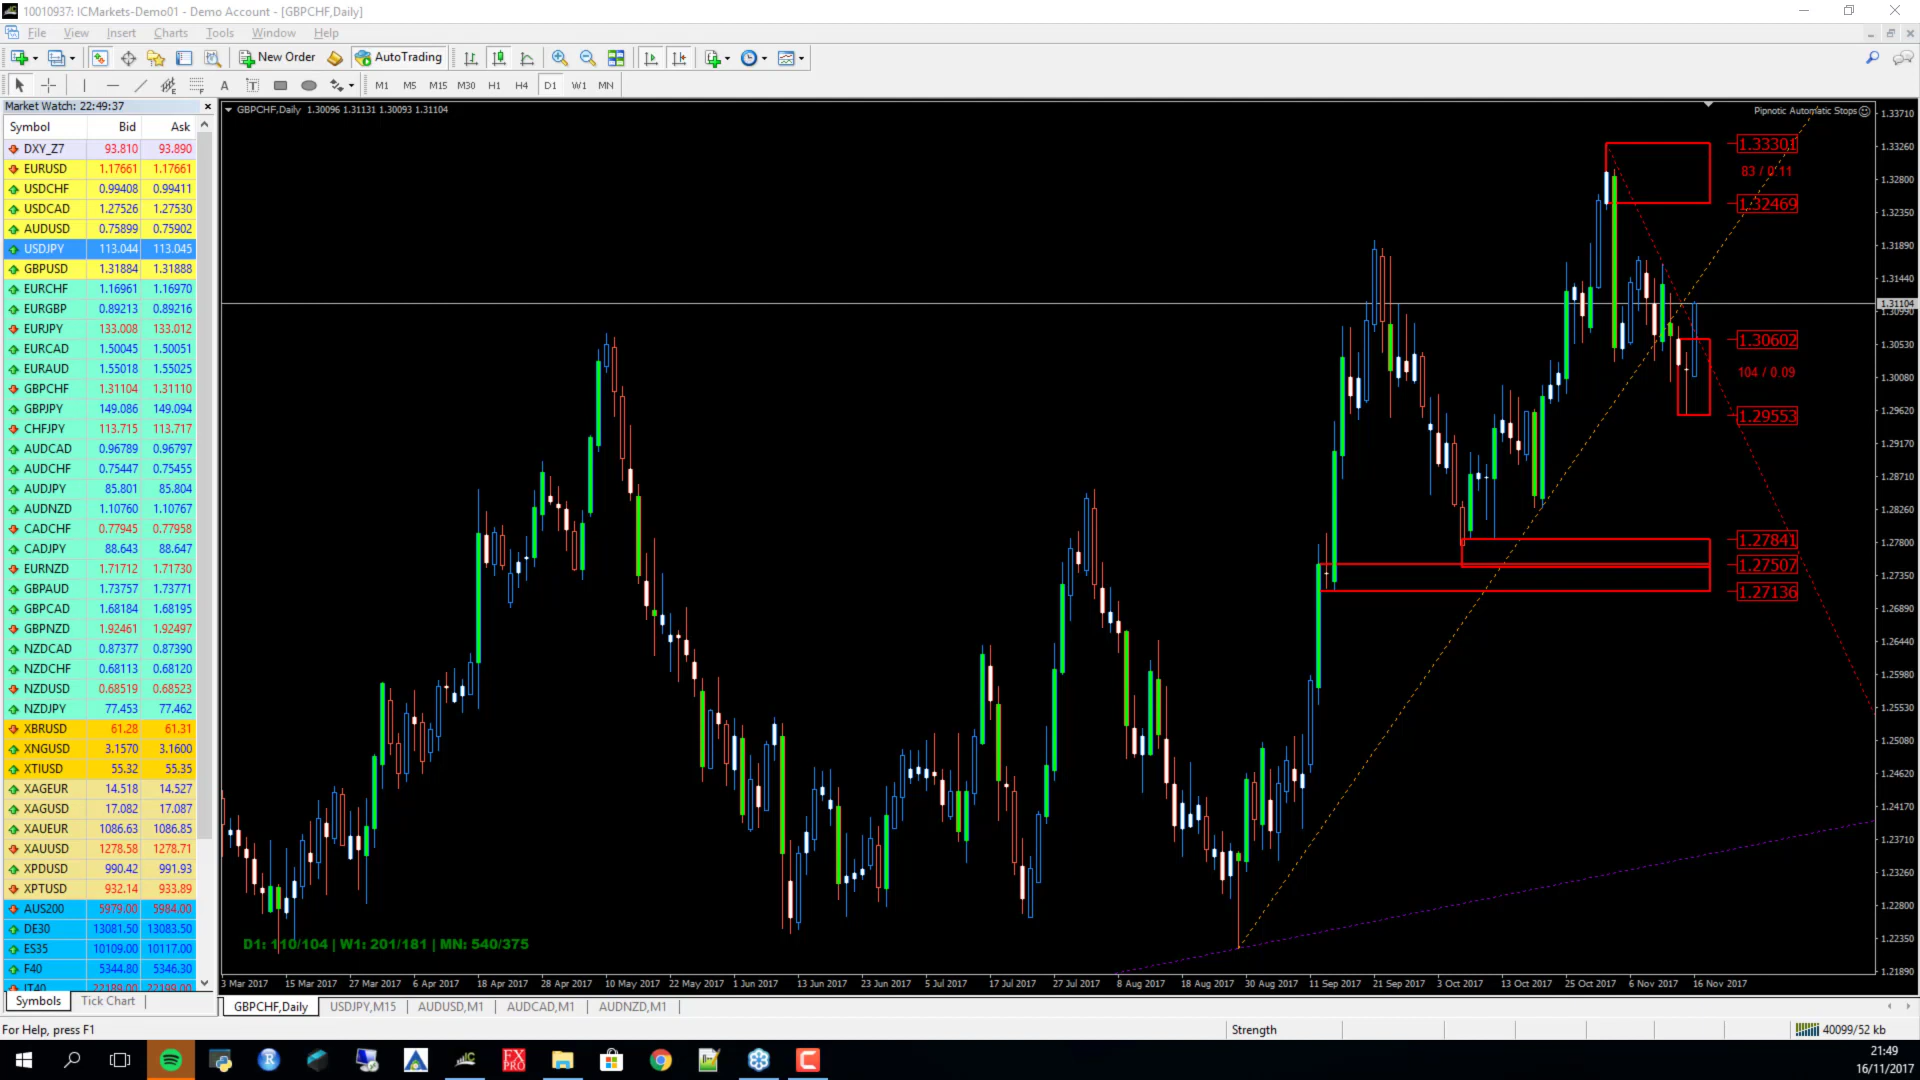 10010937: ICMarkets-Demo01 - Demo Account - [GBPCHF,Daily]
File View Insert Charts Tools Window Help
New Order AutoTrading
A T M1 M5 M15 M30 H1 H4 D1 W1 MN
Market Watch: 22:49:37
Symbol Bid Ask
DXY_Z7 93.810 93.890
EURUSD 1.17661 1.17661
USDCHF 0.99408 0.99411
USDCAD 1.27526 1.27530
AUDUSD 0.75899 0.75902
USDJPY 113.044 113.045
GBPUSD 1.31884 1.31888
EURCHF 1.16961 1.16970
EURGBP 0.89213 0.89216
EURJPY 133.008 133.012
EURCAD 1.50045 1.50051
EURAUD 1.55018 1.55025
GBPCHF 1.31104 1.31110
GBPJPY 149.086 149.094
CHFJPY 113.715 113.717
AUDCAD 0.96789 0.96797
AUDCHF 0.75447 0.75455
AUDJPY 85.801 85.804
AUDNZD 1.10760 1.10767
CADCHF 0.77945 0.77958
CADJPY 88.643 88.647
EURNZD 1.71712 1.71730
GBPAUD 1.73757 1.73771
GBPCAD 1.68184 1.68195
GBPNZD 1.92461 1.92497
NZDCAD 0.87377 0.87390
NZDCHF 0.68113 0.68120
NZDUSD 0.68519 0.68523
NZDJPY 77.453 77.462
XBRUSD 61.28 61.31
XNGUSD 3.1570 3.1600
XTIUSD 55.32 55.35
XAGEUR 14.518 14.527
XAGUSD 17.082 17.087
XAUEUR 1086.63 1086.85
XAUUSD 1278.58 1278.71
XPDUSD 990.42 991.93
XPTUSD 932.14 933.89
AUS200 5979.00 5984.00
DE30 13081.50 13083.50
ES35 10109.00 10117.00
F40 5344.80 5346.30
IT40 22189.00 22199.00
Symbols Tick Chart
GBPCHF,Daily 1.30096 1.31131 1.30093 1.31104
Pipnotic Automatic Stops
1.33301
83 / 0.11
1.32469
1.30602
104 / 0.09
1.29553
1.27841
1.27507
1.27136
1.33710
1.33260
1.32800
1.32350
1.31890
1.31440
1.31104
1.30990
1.30530
1.30080
1.29620
1.29170
1.28710
1.28260
1.27800
1.27350
1.26890
1.26440
1.25980
1.25530
1.25080
1.24620
1.24170
1.23710
1.23260
1.22800
1.22350
1.21890
D1: 110/104 | W1: 201/181 | MN: 540/375
3 Mar 2017 15 Mar 2017 27 Mar 2017 6 Apr 2017 18 Apr 2017 28 Apr 2017 10 May 2017 22 May 2017 1 Jun 2017 13 Jun 2017 23 Jun 2017 5 Jul 2017 17 Jul 2017 27 Jul 2017 8 Aug 2017 18 Aug 2017 30 Aug 2017 11 Sep 2017 21 Sep 2017 3 Oct 2017 13 Oct 2017 25 Oct 2017 6 Nov 2017 16 Nov 2017
GBPCHF,Daily USDJPY,M15 AUDUSD,M1 AUDCAD,M1 AUDNZD,M1
For Help, press F1 Strength 40099/52 kb
FX PRO
21:49
16/11/2017